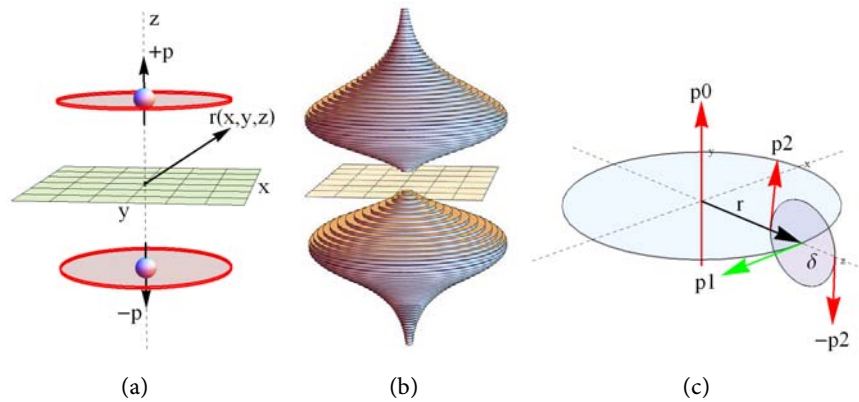 z
+p
r(x,y,z)
x
y
-p
p0
y
x
p2
r
p1
δ
z
-p2
(a)
(b)
(c)